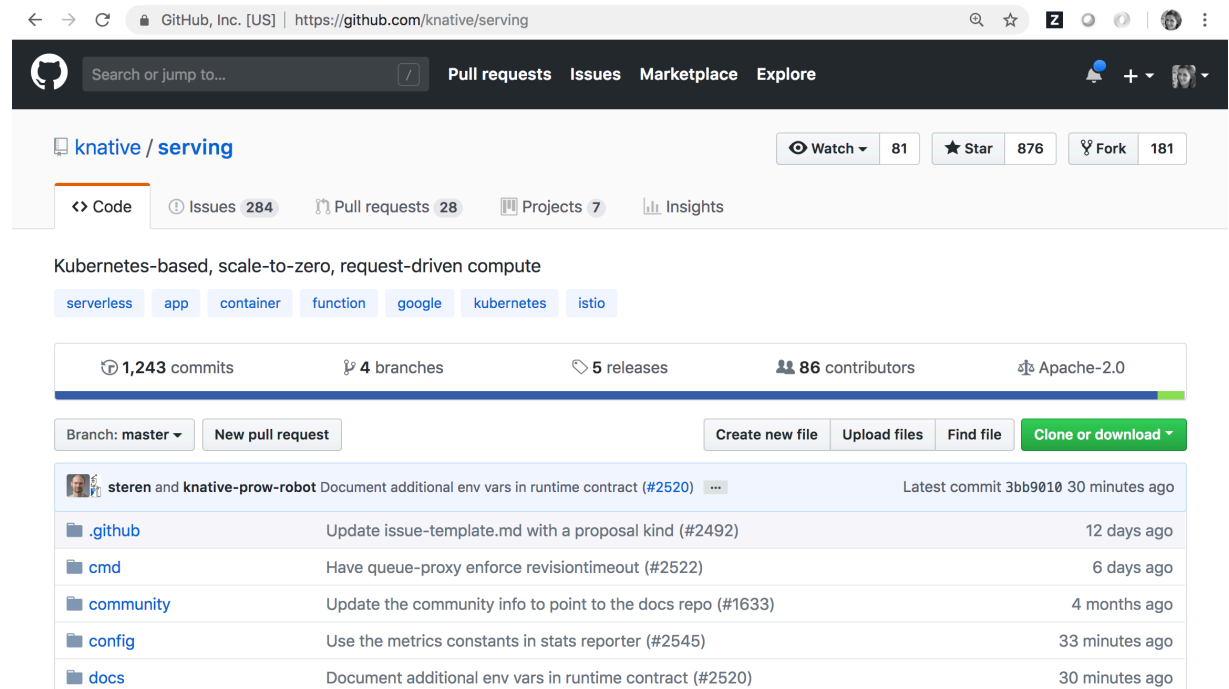 GitHub, Inc. [US] | https://github.com/knative/serving Z
Search or jump to... / Pull requests Issues Marketplace Explore
knative / serving Watch 81 Star 876 Fork 181
Code Issues 284 Pull requests 28 Projects 7 Insights
Kubernetes-based, scale-to-zero, request-driven compute
serverless app container function google kubernetes istio
1,243 commits 4 branches 5 releases 86 contributors Apache-2.0
Branch: master New pull request Create new file Upload files Find file Clone or download
steren and knative-prow-robot Document additional env vars in runtime contract (#2520) ... Latest commit 3bb9010 30 minutes ago
.github Update issue-template.md with a proposal kind (#2492) 12 days ago
cmd Have queue-proxy enforce revisiontimeout (#2522) 6 days ago
community Update the community info to point to the docs repo (#1633) 4 months ago
config Use the metrics constants in stats reporter (#2545) 33 minutes ago
docs Document additional env vars in runtime contract (#2520) 30 minutes ago